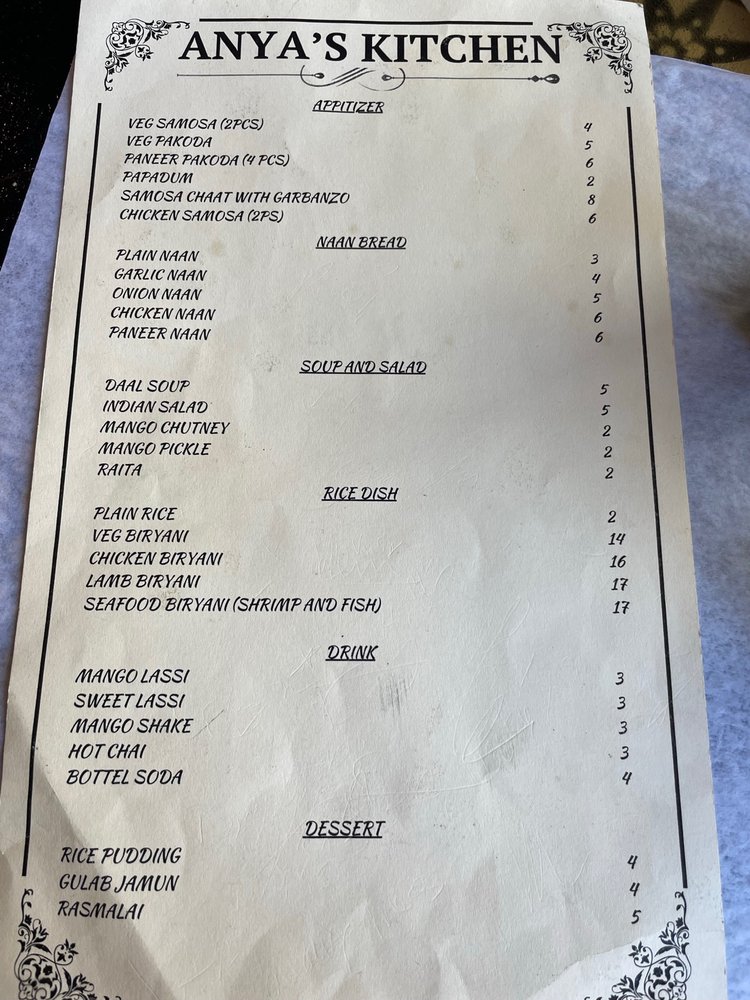 ANYA'S KITCHEN
APPITIZER
VEG SAMOSA (2PCS) 4
VEG PAKODA 5
PANEER PAKODA (4 PCS) 6
PAPADUM 2
SAMOSA CHAAT WITH GARBANZO 8
CHICKEN SAMOSA (2PS) 6
NAAN BREAD
PLAIN NAAN 3
GARLIC NAAN 4
ONION NAAN 5
CHICKEN NAAN 6
PANEER NAAN 6
SOUP AND SALAD
DAAL SOUP 5
INDIAN SALAD 5
MANGO CHUTNEY 2
MANGO PICKLE 2
RAITA 2
RICE DISH
PLAIN RICE 2
VEG BIRYANI 14
CHICKEN BIRYANI 16
LAMB BIRYANI 17
SEAFOOD BIRYANI (SHRIMP AND FISH) 17
DRINK
MANGO LASSI 3
SWEET LASSI 3
MANGO SHAKE 3
HOT CHAI 3
BOTTEL SODA 4
DESSERT
RICE PUDDING 4
GULAB JAMUN 4
RASMALAI 5